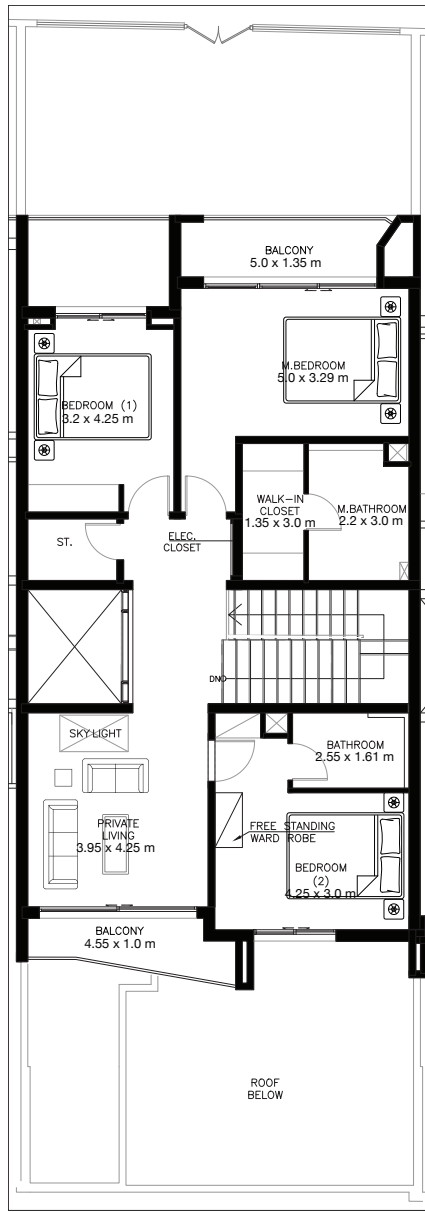 BALCONY
5.0 x 1.35 m
M.BEDROOM
5.0 x 3.29 m
BEDROOM (1)
3.2 x 4.25 m
WALK-IN
CLOSET
1.35 x 3.0 m
M.BATHROOM
2.2 x 3.0 m
ST.
ELEC.
CLOSET
DN
SKYLIGHT
BATHROOM
2.55 x 1.61 m
PRIVATE
LIVING
3.95 x 4.25 m
FREE STANDING
WARD ROBE
BEDROOM
(2)
4.25 x 3.0 m
BALCONY
4.55 x 1.0 m
ROOF
BELOW